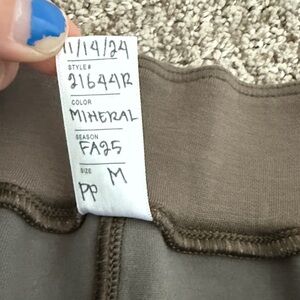 11/14/24
STYLE#
21644R
COLOR
MINERAL
SEASON
FA25
SIZE
PP M